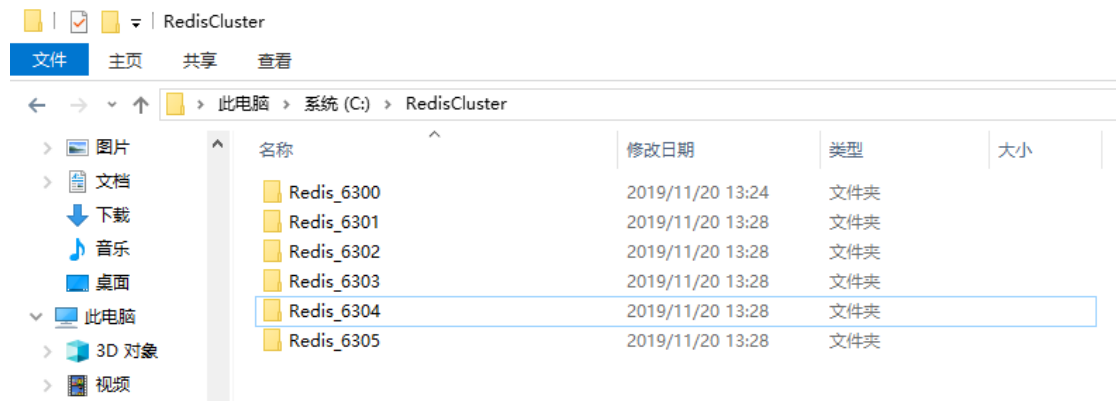 RedisCluster
文件 主页 共享 查看
此电脑 系统 (C:) RedisCluster
图片
文档
下载
音乐
桌面
此电脑
3D 对象
视频
名称 修改日期 类型 大小
Redis_6300 2019/11/20 13:24 文件夹
Redis_6301 2019/11/20 13:28 文件夹
Redis_6302 2019/11/20 13:28 文件夹
Redis_6303 2019/11/20 13:28 文件夹
Redis_6304 2019/11/20 13:28 文件夹
Redis_6305 2019/11/20 13:28 文件夹